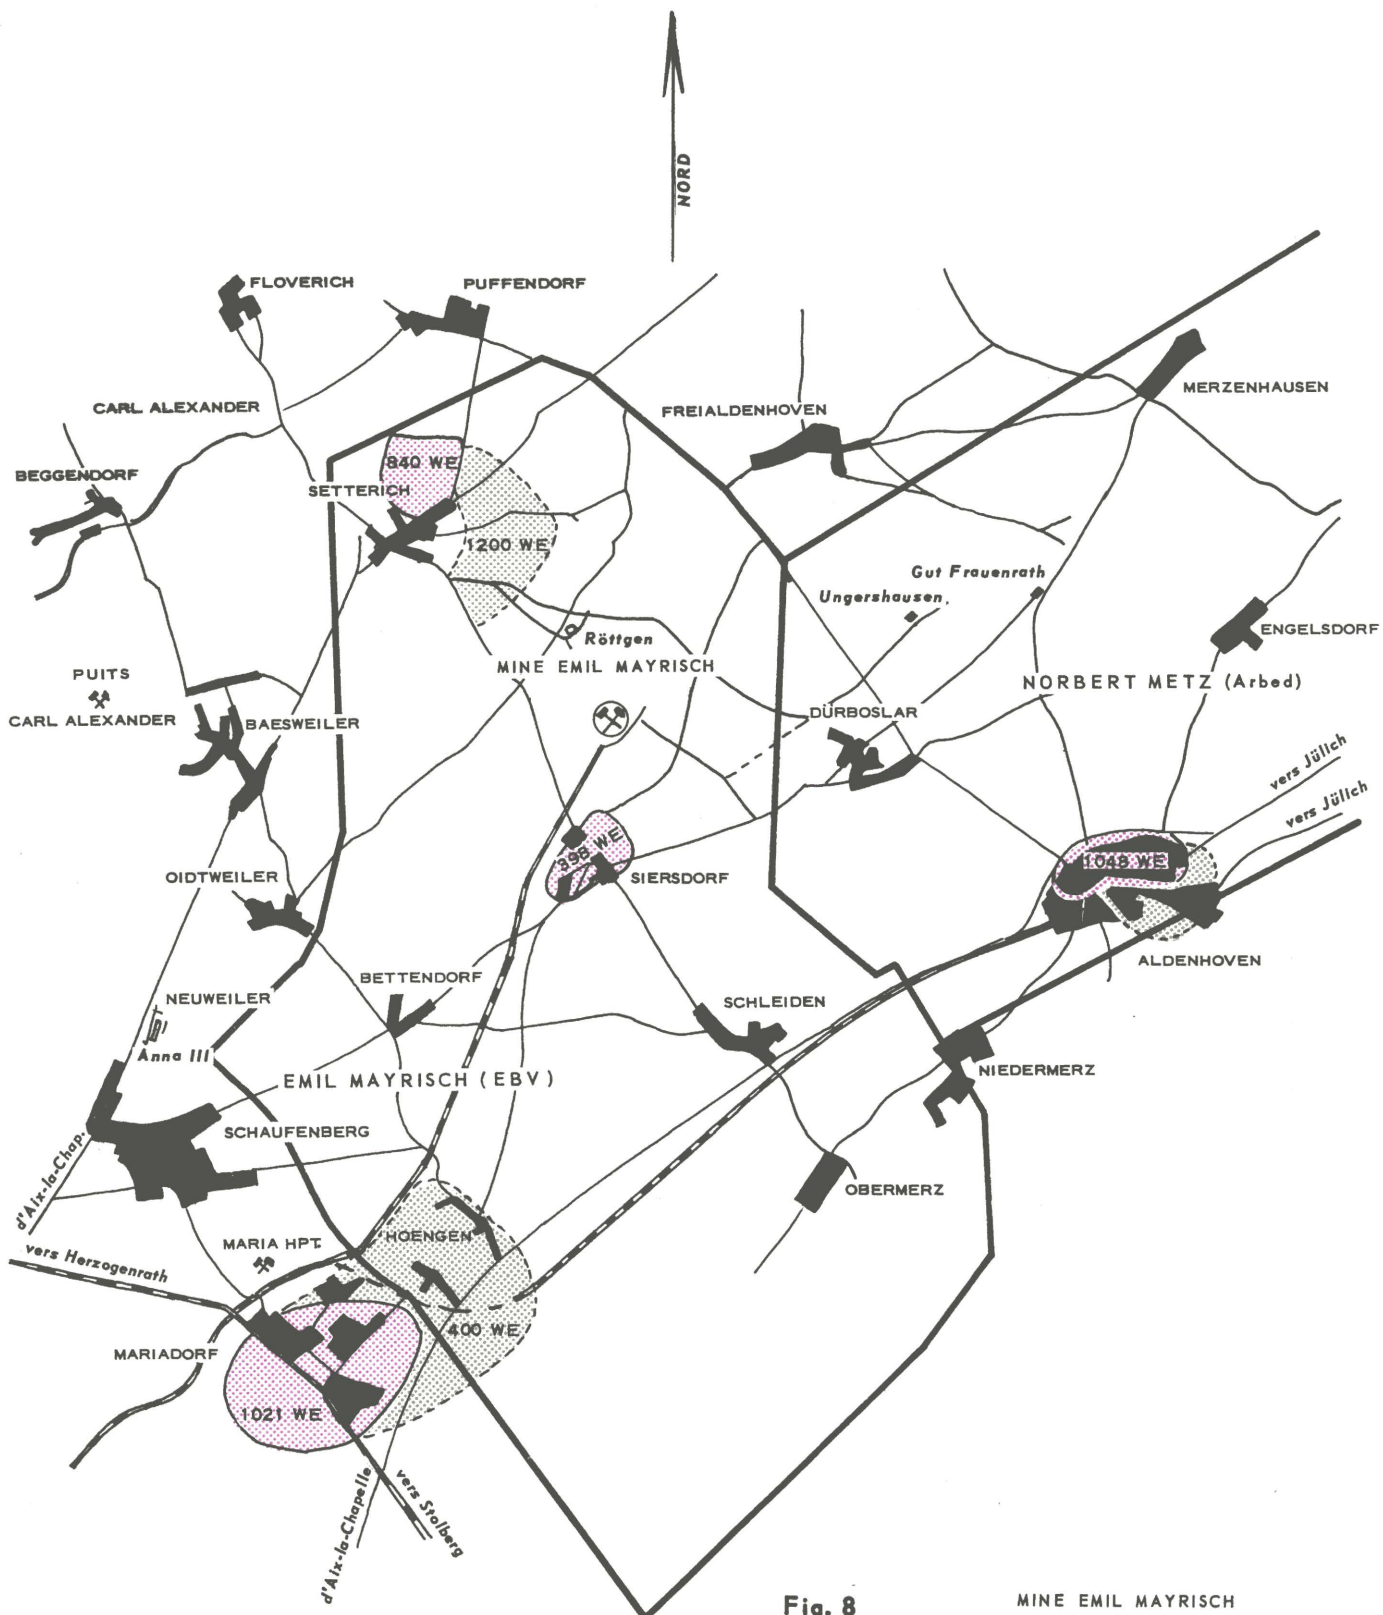 NORD
FLOVERICH
PUFFENDORF
CARL ALEXANDER
FREIALDENHOVEN
MERZENHAUSEN
BEGGENDORF
840 WE
SETTERICH
1200 WE
Gut Frauenrath
Ungershausen
Röttgen
ENGELSDORF
MINE EMIL MAYRISCH
PUITS
CARL ALEXANDER
NORBERT METZ (Arbed)
BAESWEILER
DÜRBOSLAR
vers Jülich
vers Jülich
398 WE
1048 WE
OIDTWEILER
SIERSDORF
ALDENHOVEN
BETTENDORF
NEUWEILER
SCHLEIDEN
Anna III
NIEDERMERZ
EMIL MAYRISCH (EBV)
SCHAUFENBERG
d'Aix-la-Chap.
OBERMERZ
MARIA HPT.
HOENGEN
vers Herzogenrath
400 WE
MARIADORF
1021 WE
d'Aix-la-Chapelle
vers Stolberg
Fig. 8
MINE EMIL MAYRISCH